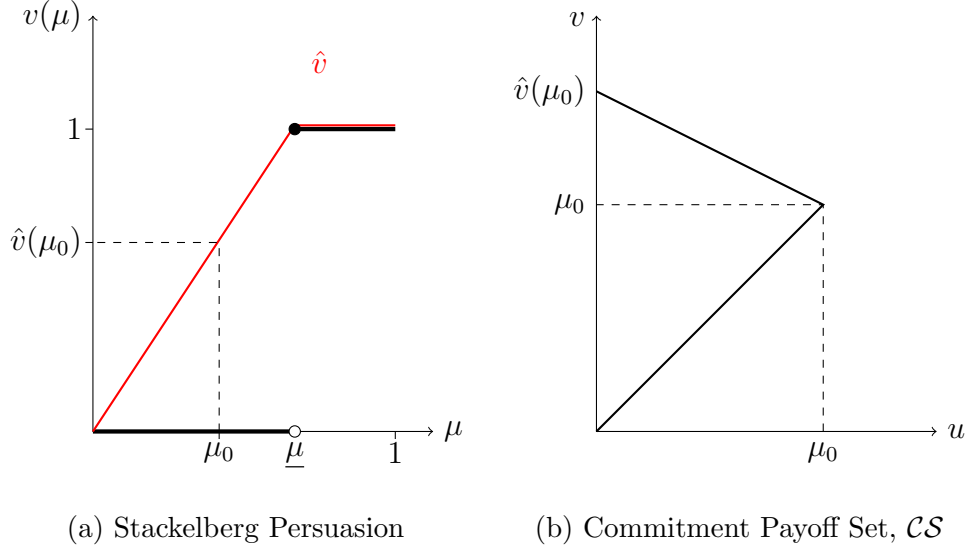 v(μ)
v̂
1
v̂(μ₀)
μ₀
μ̲
1
μ
(a) Stackelberg Persuasion
v
v̂(μ₀)
μ₀
μ₀
u
(b) Commitment Payoff Set, 𝒞𝒮